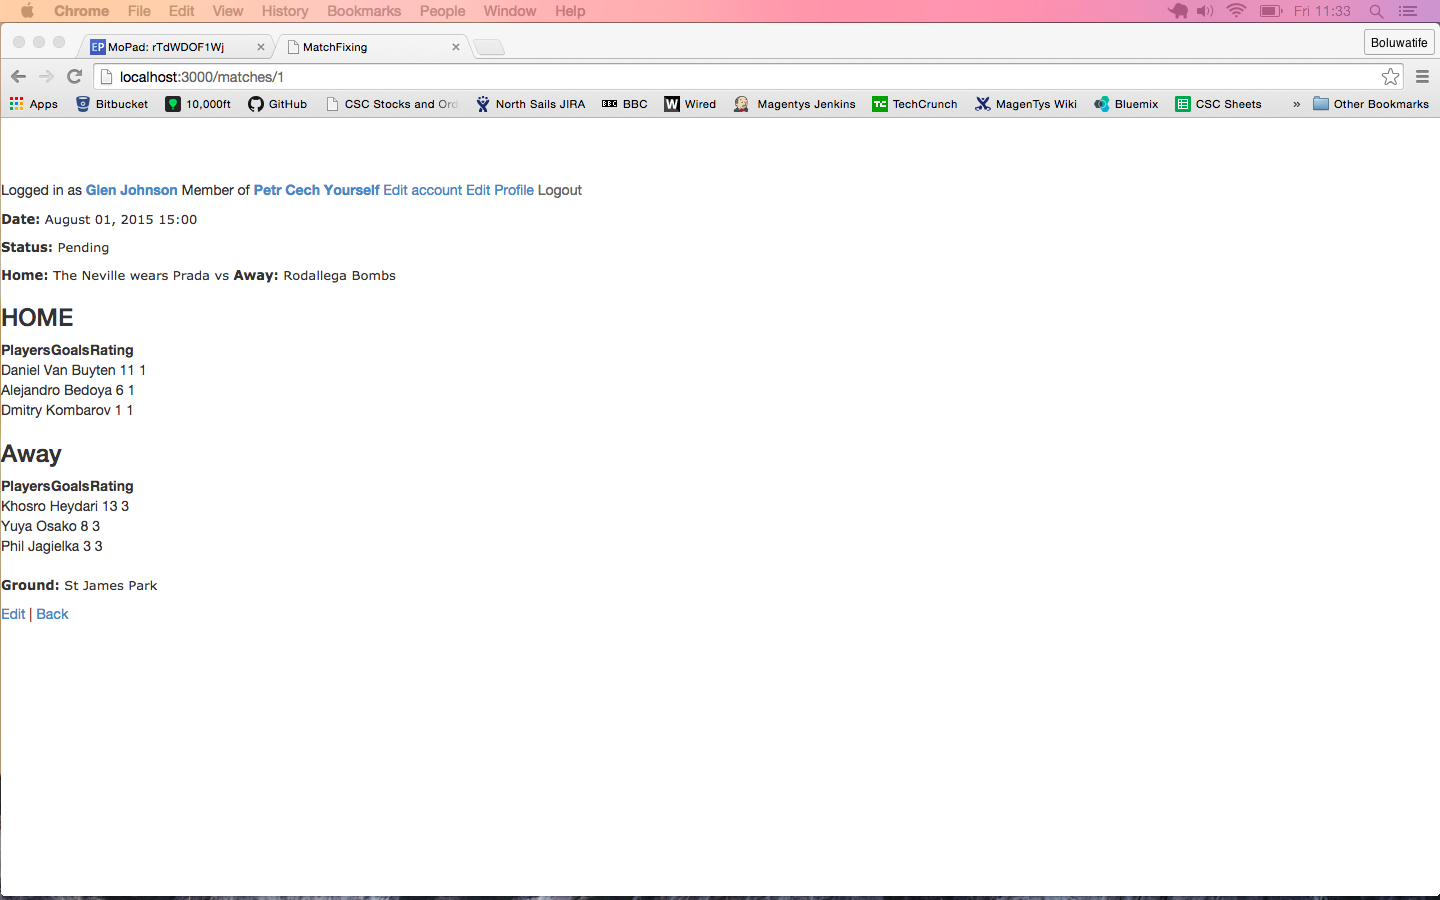 Chrome File Edit View History Bookmarks People Window Help Fri 11:33
EP MoPad: rTdWDOF1Wj MatchFixing Boluwatife
localhost:3000/matches/1
Apps Bitbucket 10,000ft GitHub CSC Stocks and Ord North Sails JIRA BBC BBC W Wired Magentys Jenkins TC TechCrunch MagenTys Wiki Bluemix CSC Sheets » Other Bookmarks
Logged in as Glen Johnson Member of Petr Cech Yourself Edit account Edit Profile Logout
Date: August 01, 2015 15:00
Status: Pending
Home: The Neville wears Prada vs Away: Rodallega Bombs
HOME
PlayersGoalsRating
Daniel Van Buyten 11 1
Alejandro Bedoya 6 1
Dmitry Kombarov 1 1
Away
PlayersGoalsRating
Khosro Heydari 13 3
Yuya Osako 8 3
Phil Jagielka 3 3
Ground: St James Park
Edit | Back